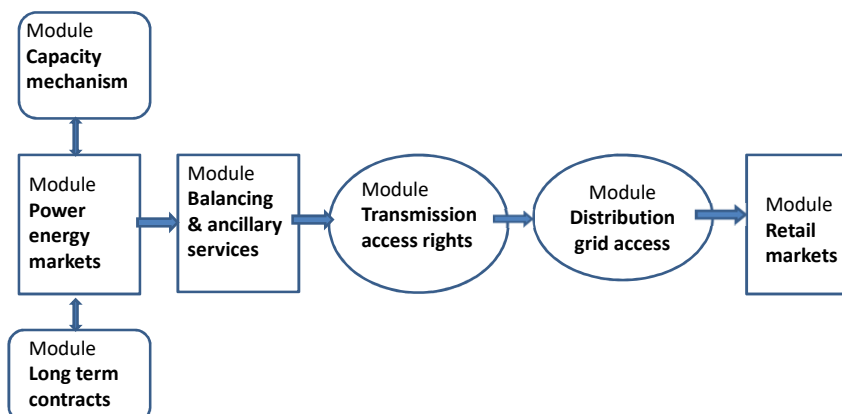 Module
Capacity
mechanism
Module
Power
energy
markets
Module
Balancing
& ancillary
services
Module
Transmission
access rights
Module
Distribution
grid access
Module
Retail
markets
Module
Long term
contracts